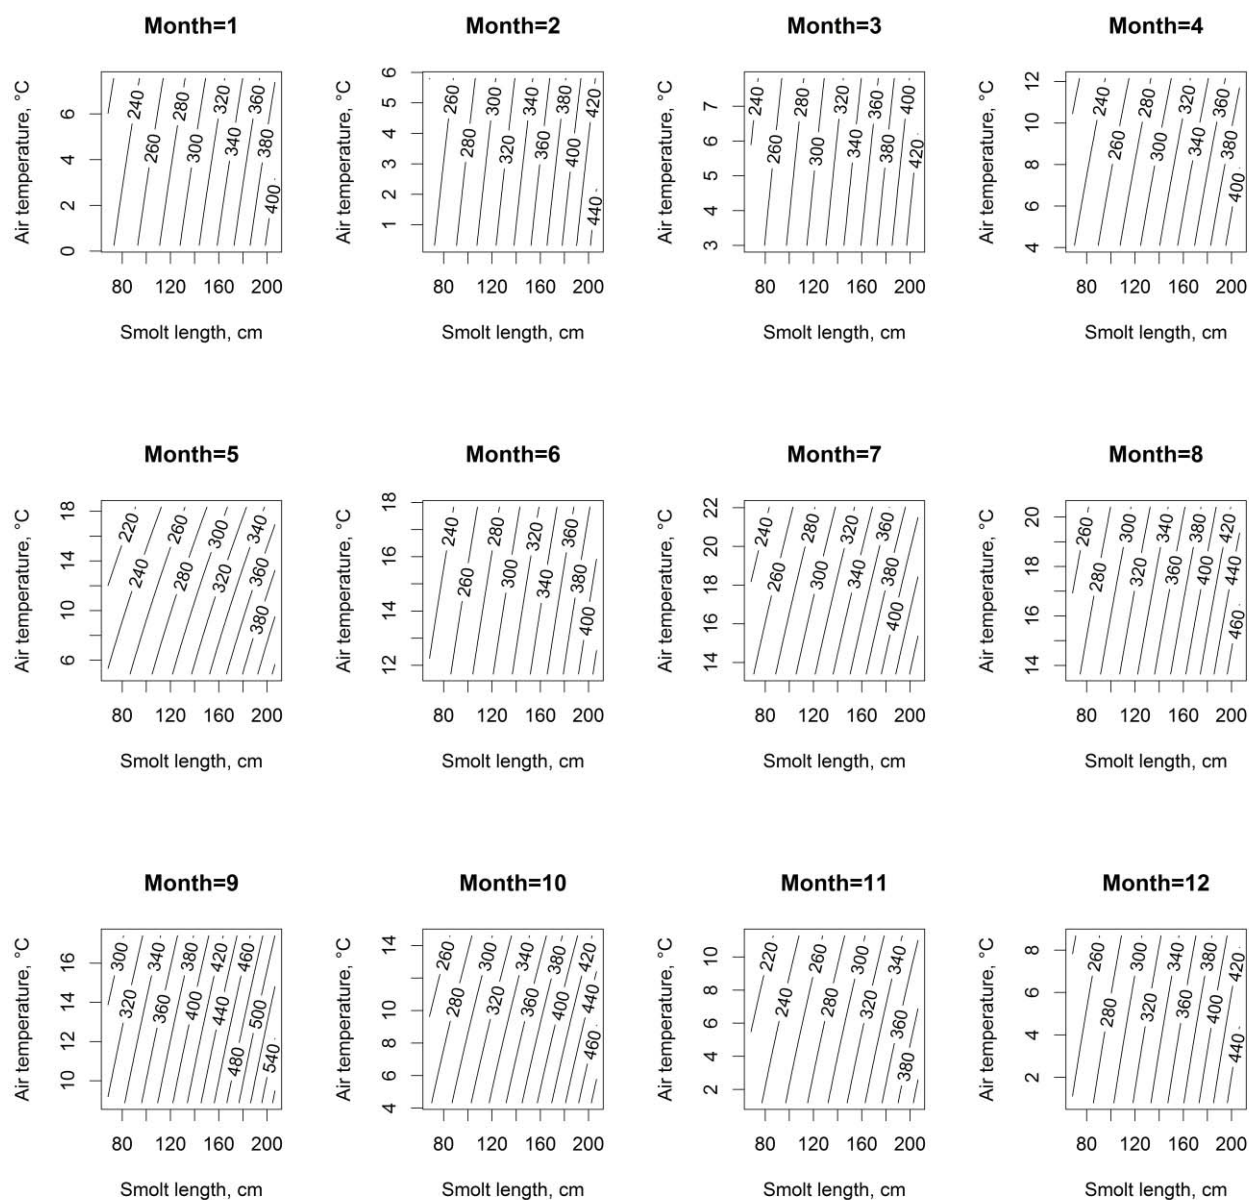 Month=1
Month=2
Month=3
Month=4
Air temperature, °C
0 2 4 6
240 280 320 360
260 300 340 380
400
80 120 160 200
Smolt length, cm
Air temperature, °C
1 2 3 4 5 6
260 300 340 380 420
280 320 360 400
440
80 120 160 200
Smolt length, cm
Air temperature, °C
3 4 5 6 7
240 280 320 360 400
260 300 340 380 420
80 120 160 200
Smolt length, cm
Air temperature, °C
4 6 8 10 12
240 280 320 360
260 300 340 380
400
80 120 160 200
Smolt length, cm
Month=5
Month=6
Month=7
Month=8
Air temperature, °C
6 10 14 18
220 260 300 340
240 280 320 360
380
80 120 160 200
Smolt length, cm
Air temperature, °C
12 14 16 18
240 280 320 360
260 300 340 380
400
80 120 160 200
Smolt length, cm
Air temperature, °C
14 16 18 20 22
240 280 320 360
260 300 340 380
400
80 120 160 200
Smolt length, cm
Air temperature, °C
14 16 18 20
260 300 340 380 420
280 320 360 400 440
460
80 120 160 200
Smolt length, cm
Month=9
Month=10
Month=11
Month=12
Air temperature, °C
10 12 14 16
300 340 380 420 460
320 360 400 440 500
480 540
80 120 160 200
Smolt length, cm
Air temperature, °C
4 6 8 10 14
260 300 340 380 420
280 320 360 400 440
460
80 120 160 200
Smolt length, cm
Air temperature, °C
2 4 6 8 10
220 260 300 340
240 280 320 360
380
80 120 160 200
Smolt length, cm
Air temperature, °C
2 4 6 8
260 300 340 380 420
280 320 360 400
440
80 120 160 200
Smolt length, cm